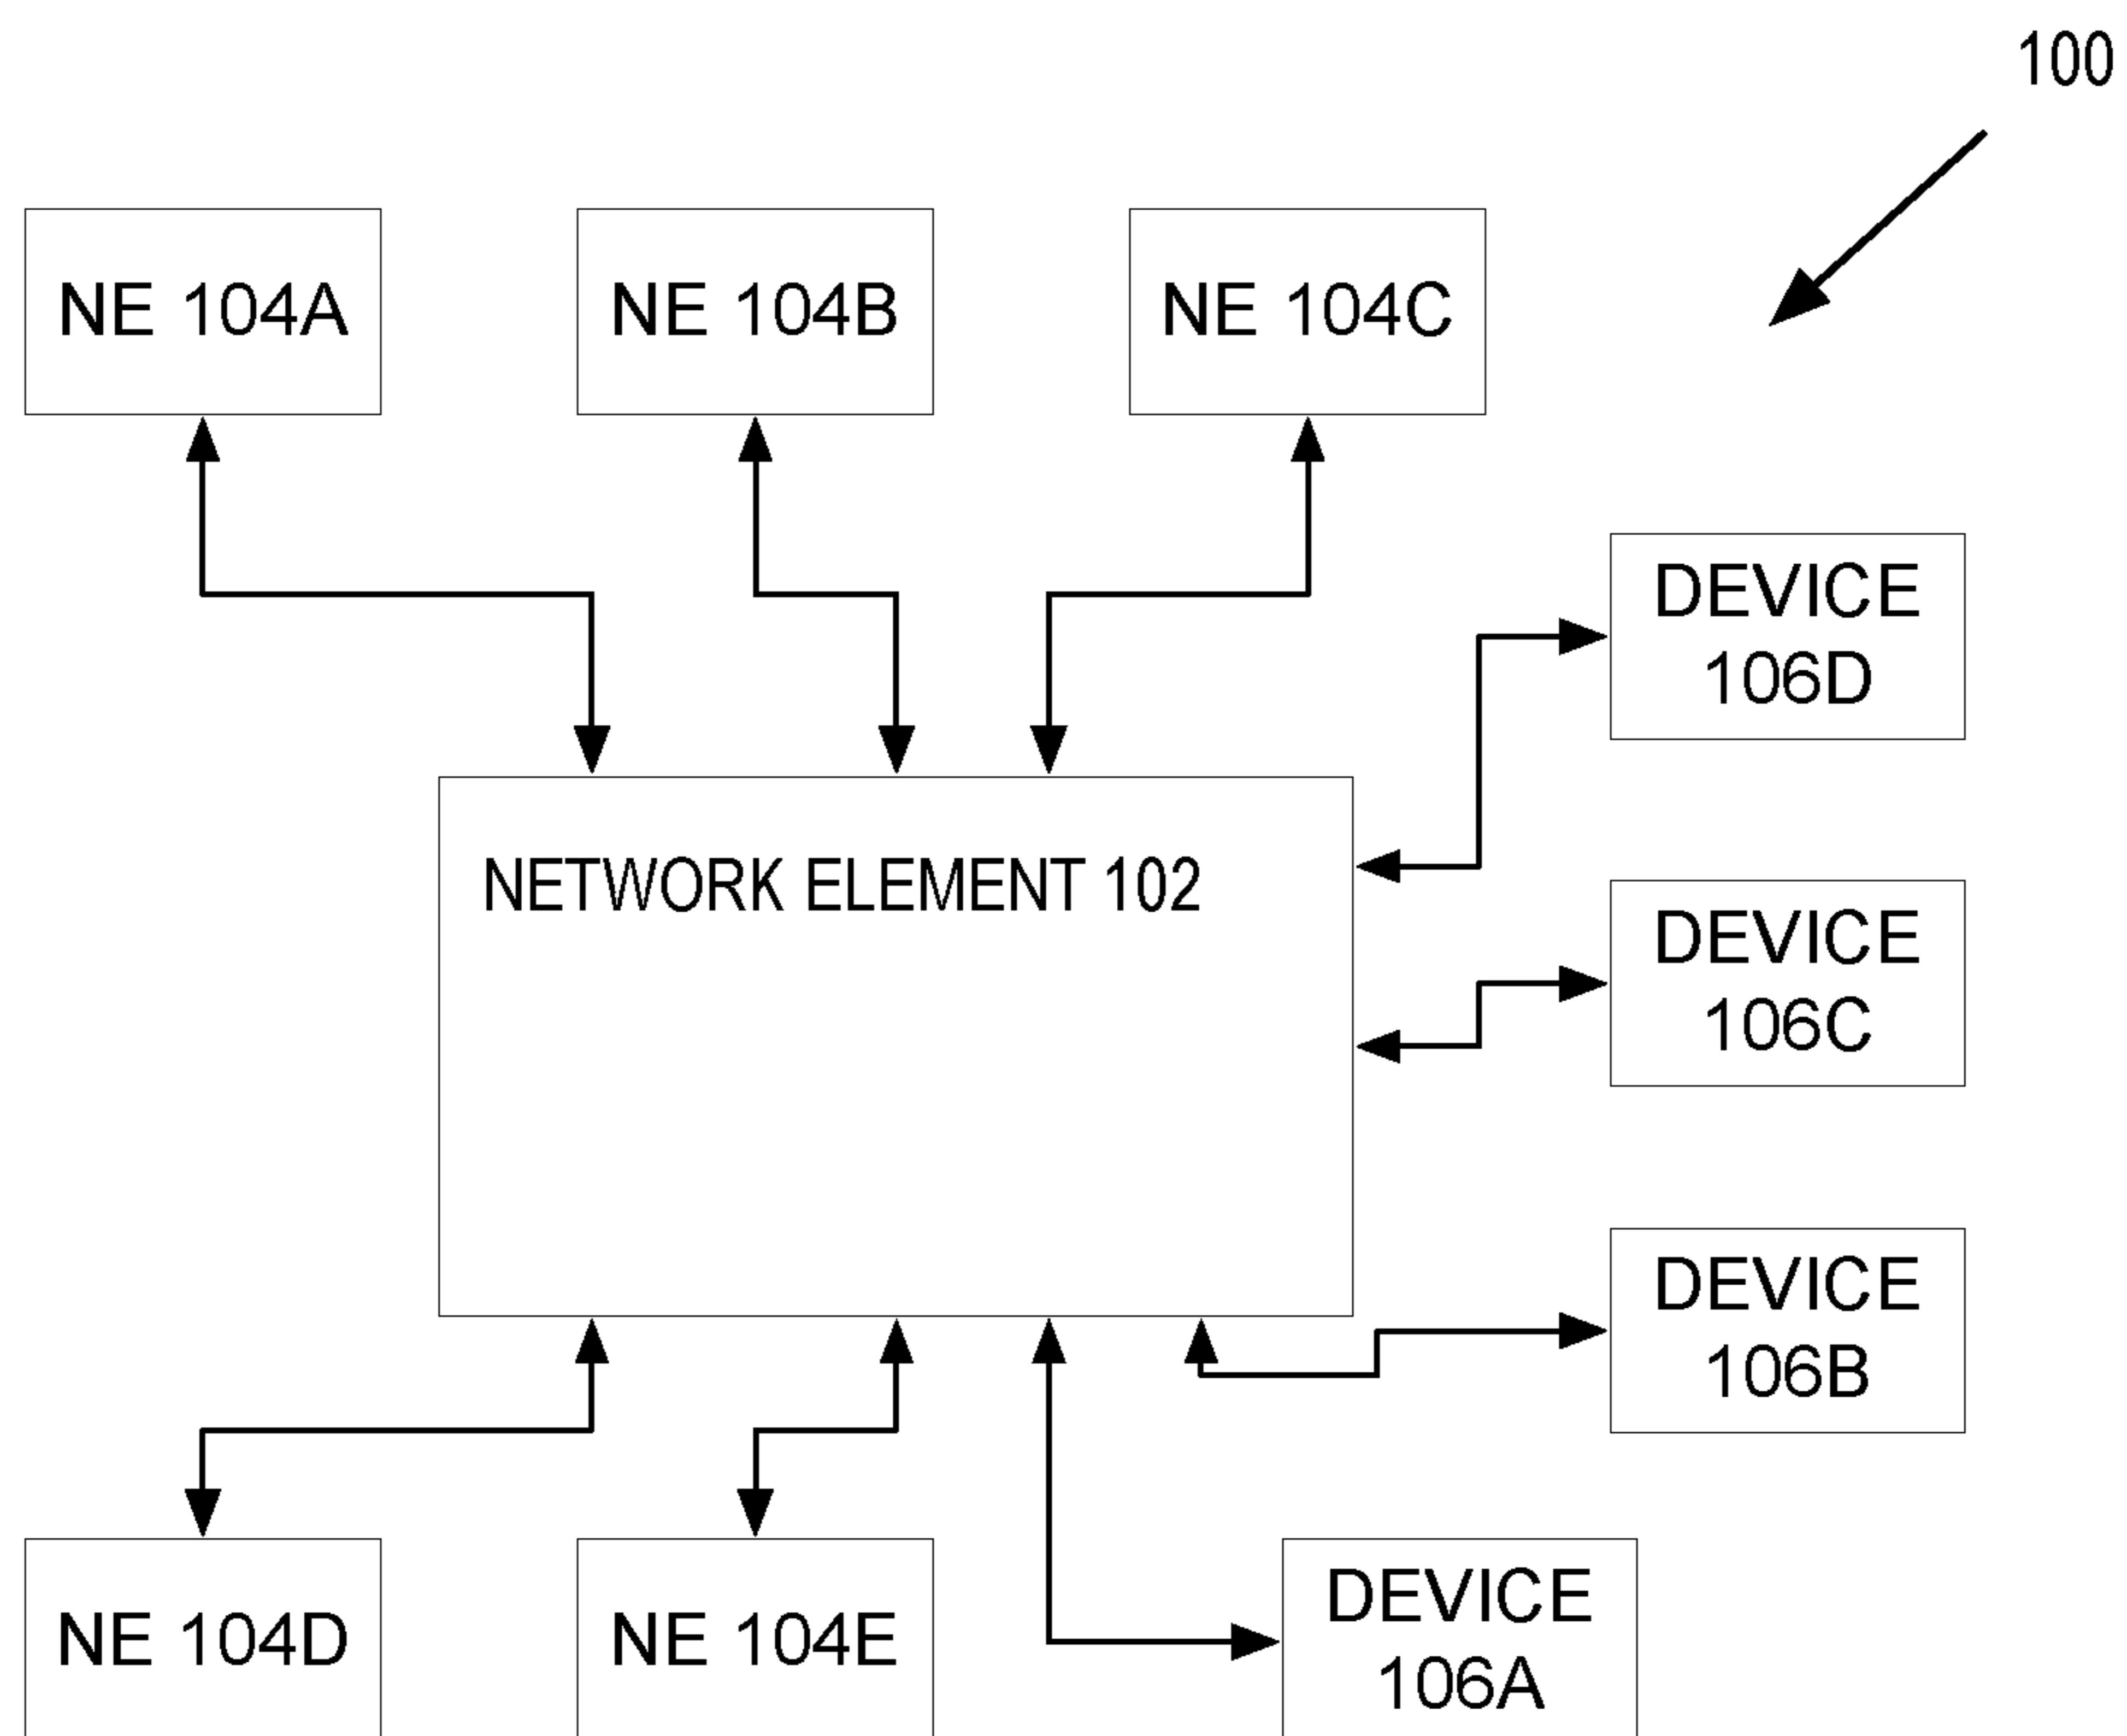 100
NE 104A
NE 104B
NE 104C
DEVICE
106D
NETWORK ELEMENT 102
DEVICE
106C
DEVICE
106B
NE 104D
NE 104E
DEVICE
106A